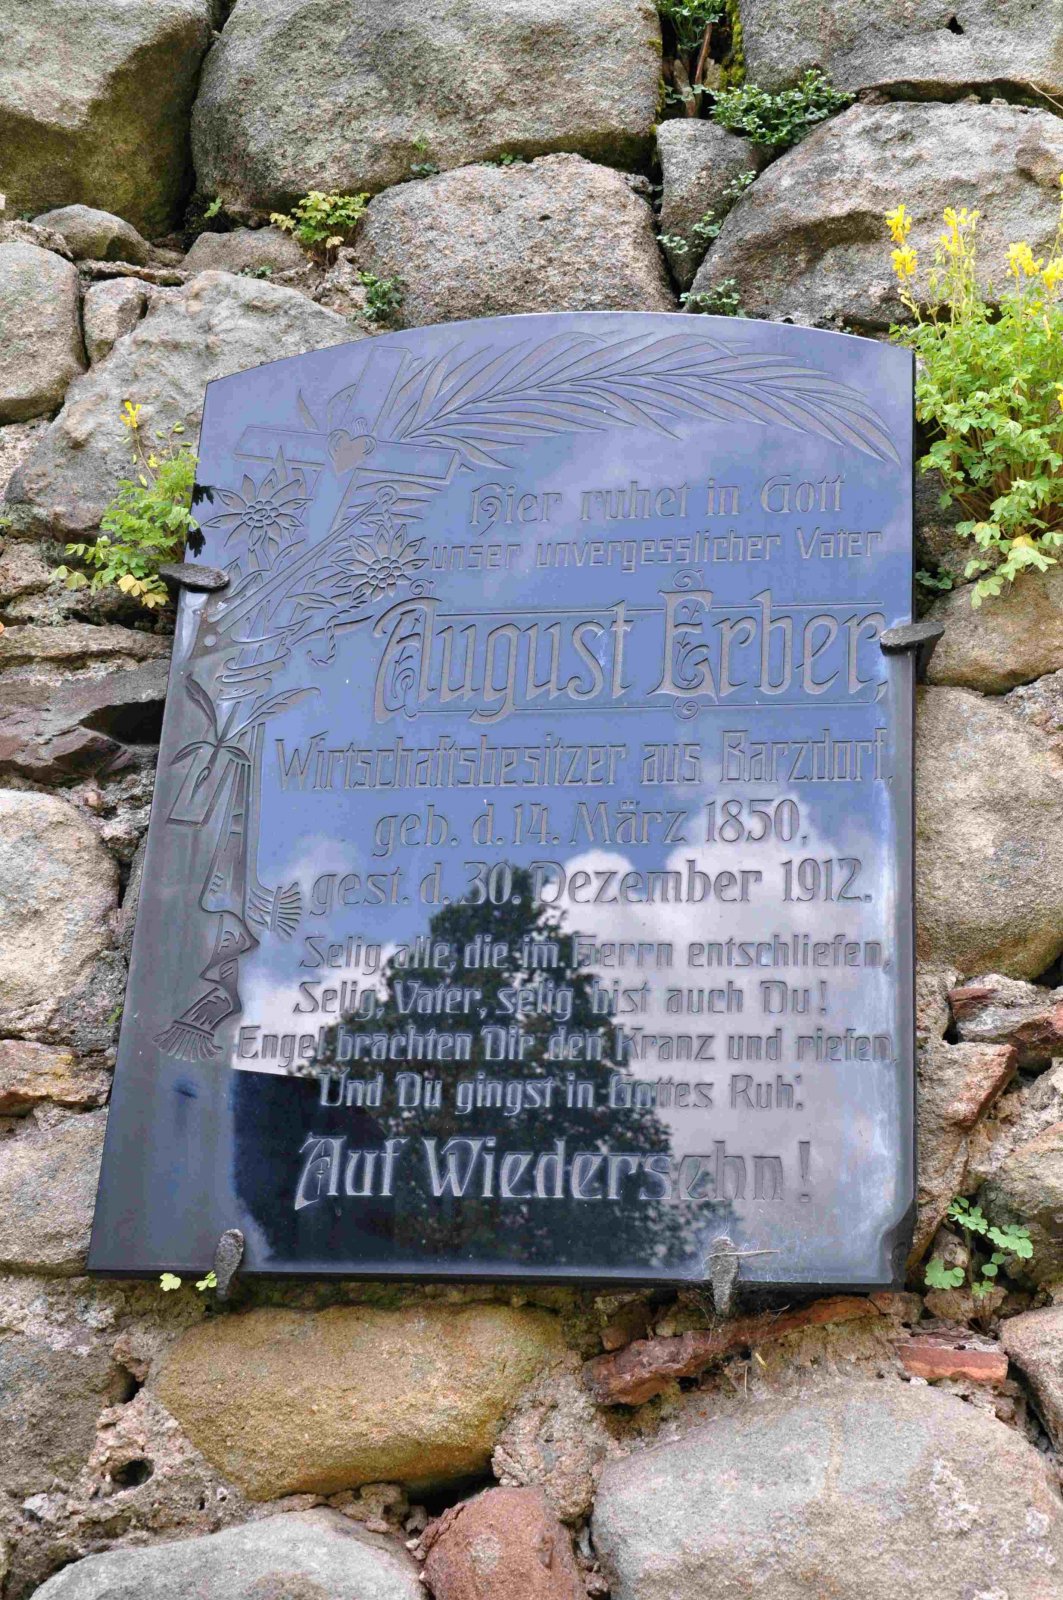 Hier ruhet in Gott
unser unvergesslicher Vater
August Erber,
Wirtschaftsbesitzer aus Barzdorf,
geb. d. 14. März 1850,
gest. d. 30. Dezember 1912.
Selig alle, die im Herrn entschliefen,
Selig, Vater, selig bist auch Du!
Engel brachten Dir den Kranz und riefen,
Und Du gingst in Gottes Ruh'.
Auf Wiedersehn!